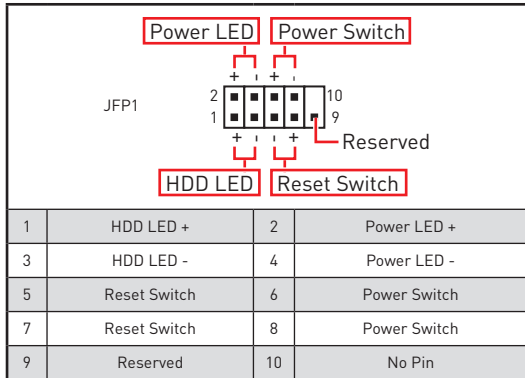 Power LED Power Switch
+ - + -
JFP1
2 10
1 9
+ - - +
Reserved
HDD LED Reset Switch
1 HDD LED + 2 Power LED +
3 HDD LED - 4 Power LED -
5 Reset Switch 6 Power Switch
7 Reset Switch 8 Power Switch
9 Reserved 10 No Pin